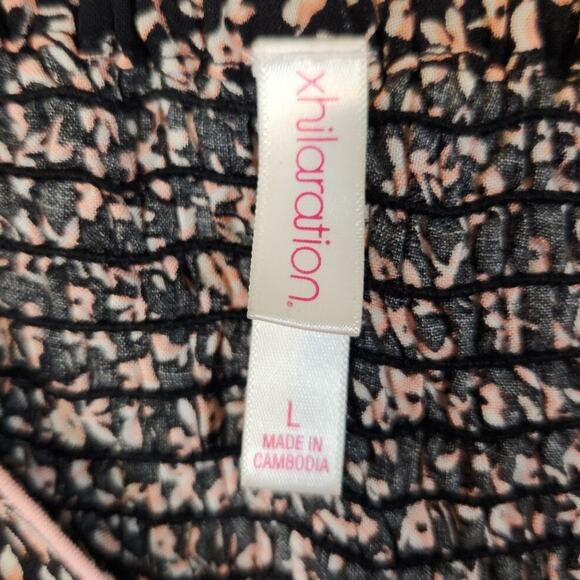 xhilaration.
L
MADE IN
CAMBODIA